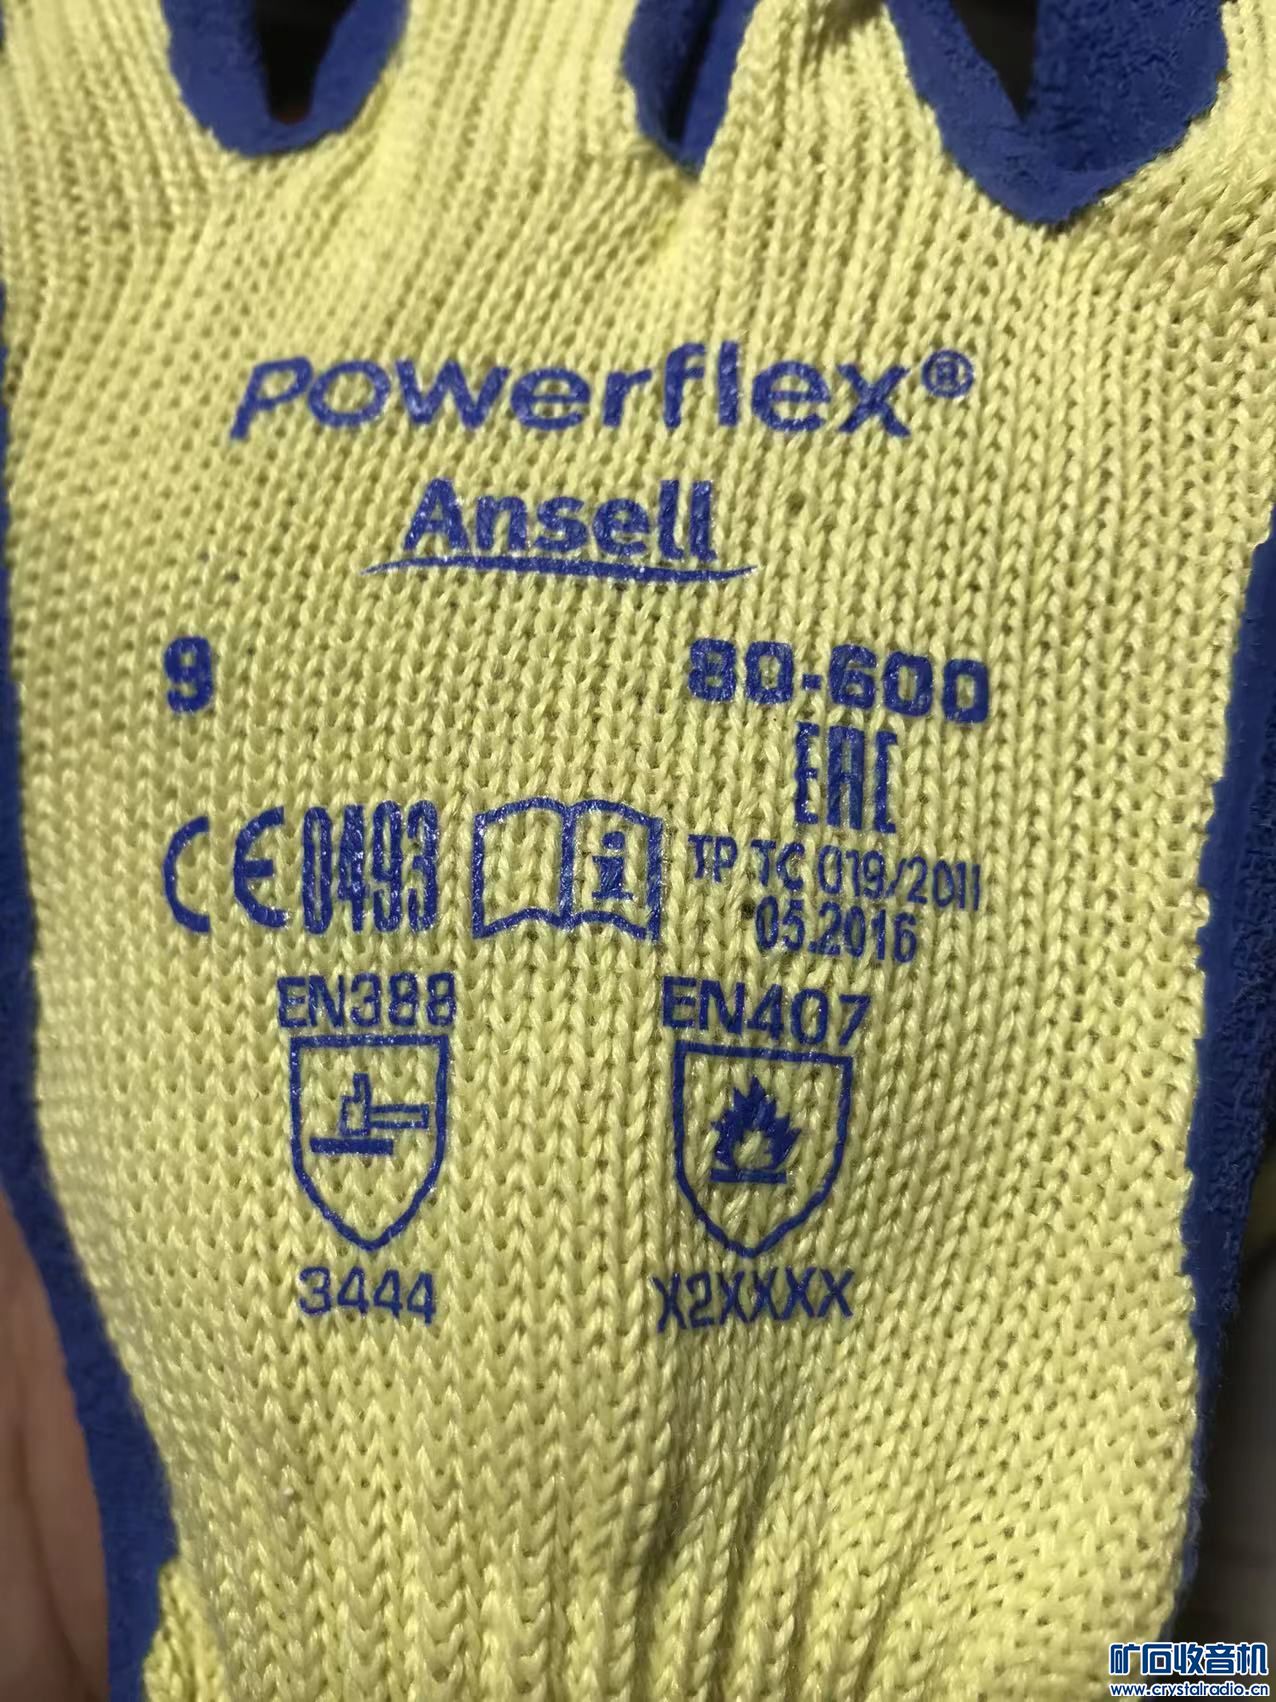 Powerflex®
Ansell
9
80-600
EAC
CE 0493
i
TP TC 019/2011
05.2016
EN388
EN407
3444
X2XXXX
矿石收音机
www.crystalradio.cn